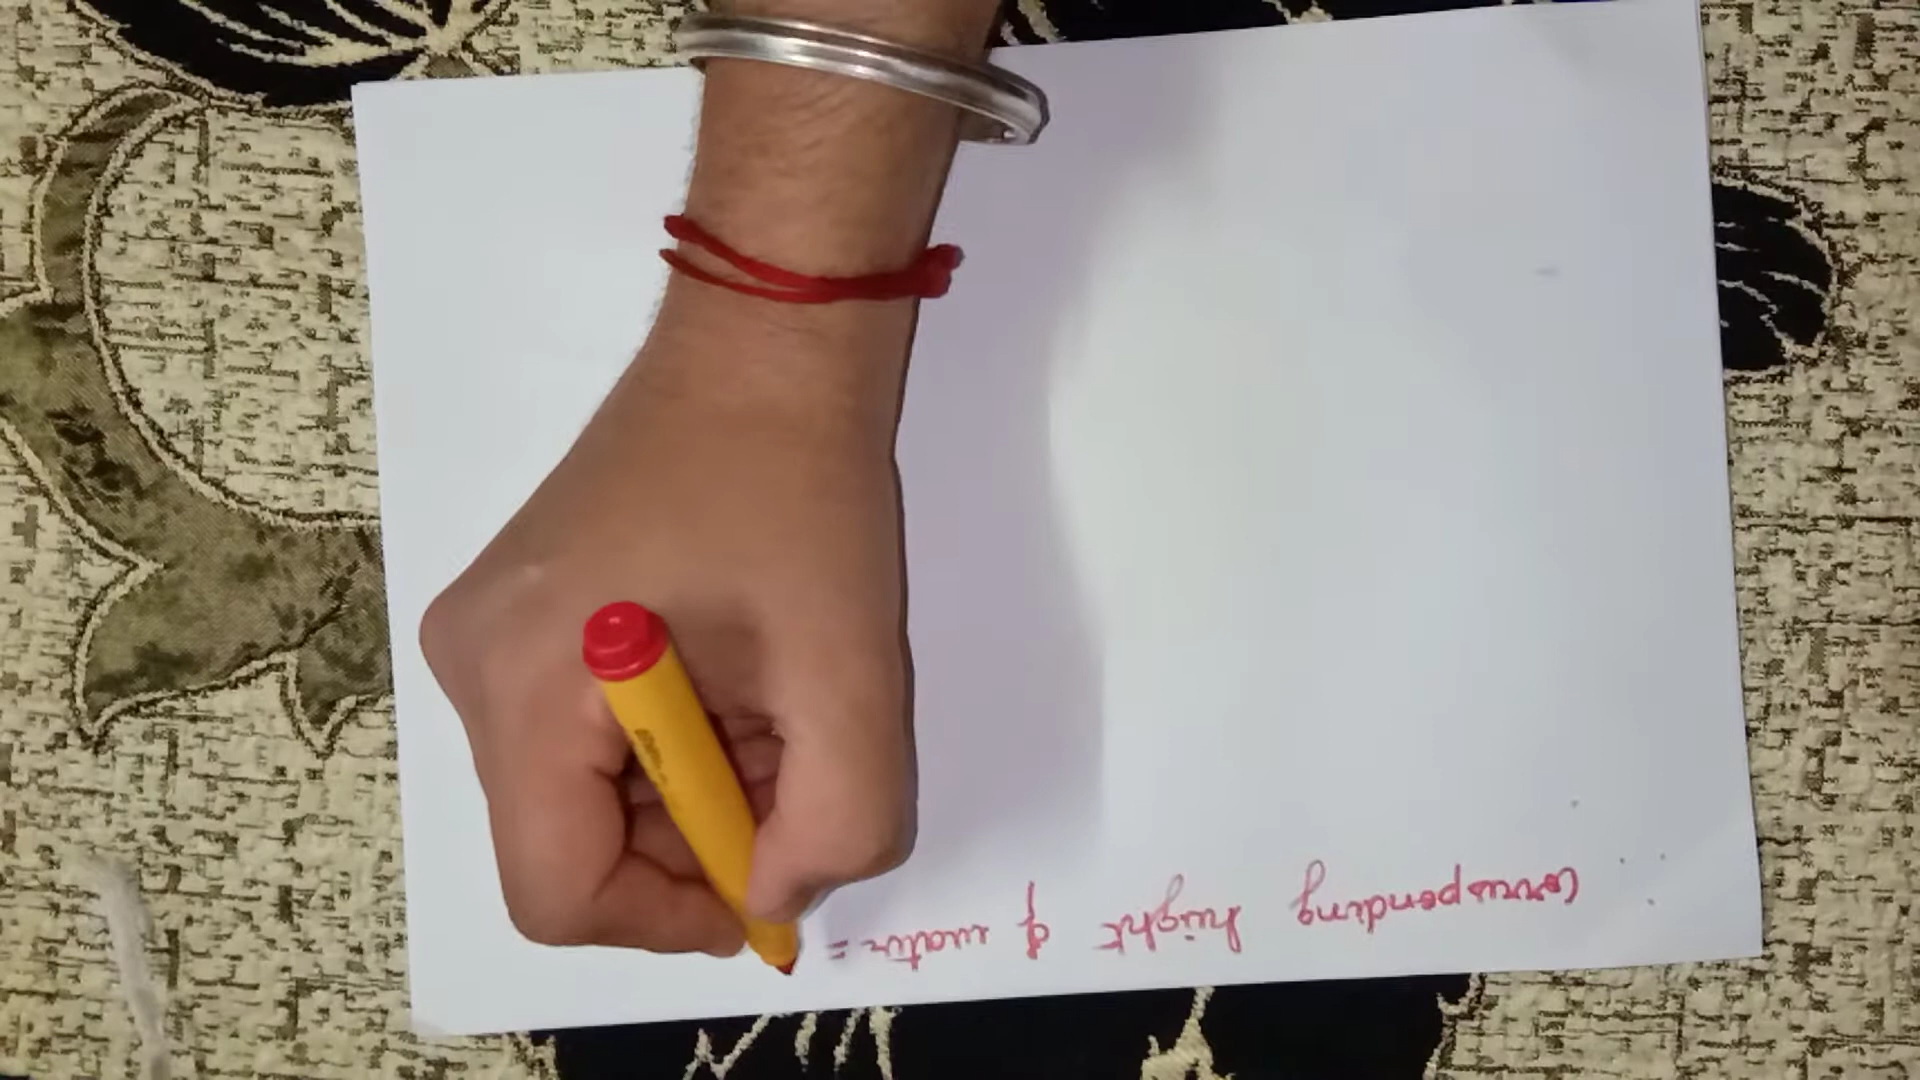 Corresponding height of water =